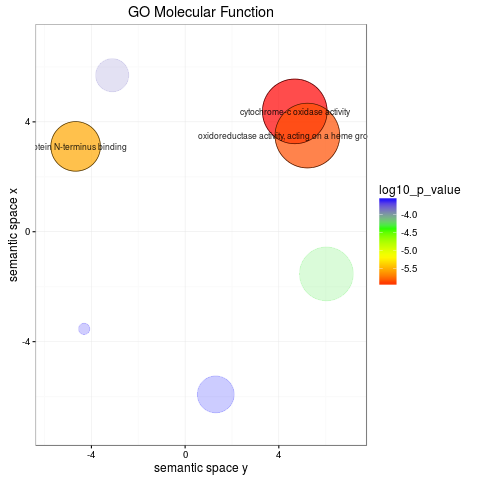 GO Molecular Function
cytochrome-c oxidase activity
oxidoreductase activity, acting on a heme gro
otein N-terminus binding
semantic space x
4
0
-4
-4
0
4
semantic space y
log10_p_value
-4.0
-4.5
-5.0
-5.5